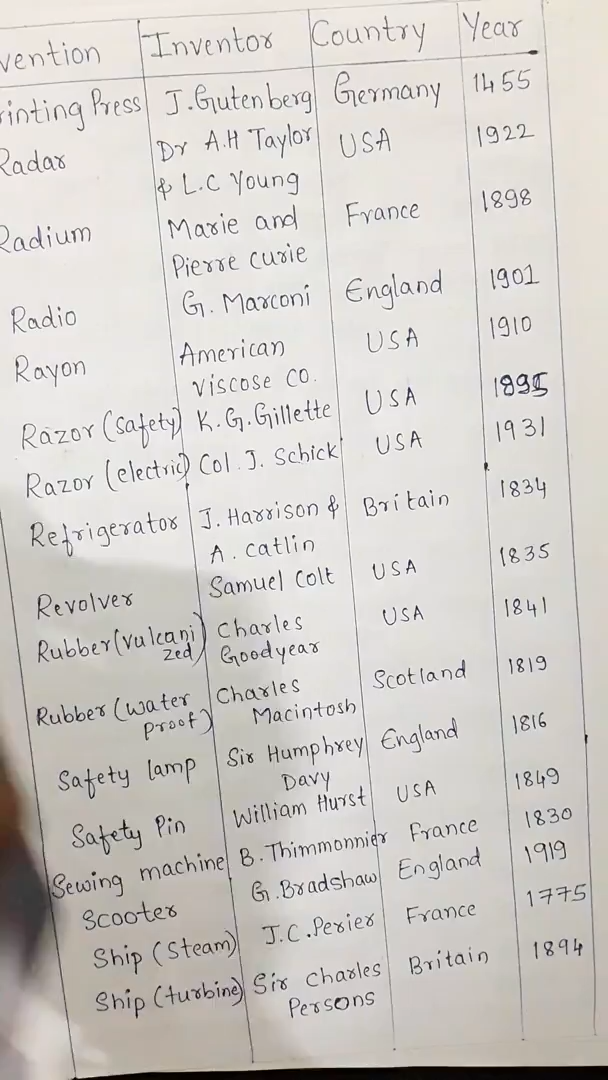 vention Inventor Country Year
rinting Press J. Gutenberg Germany 1455
Radar Dr A.H Taylor USA 1922
& L.C Young
Radium Marie and France 1898
Pierre Curie
Radio G. Marconi England 1901
Rayon American USA 1910
Viscose CO.
Razor (safety) K.G. Gillette USA 1895
Razor (electric) Col. J. Schick USA 1931
Refrigerator J. Harrison & Britain 1834
A. Catlin
Revolver Samuel Colt USA 1835
Rubber (vulcani Charles USA 1841
zed) Goodyear
Rubber (water Charles Scotland 1819
proof) Macintosh
Safety lamp Sir Humphrey England 1816
Davy
Safety Pin William Hurst USA 1849
Sewing machine B. Thimmonnier France 1830
Scooter G. Bradshaw England 1919
Ship (Steam) J.C. Perier France 1775
Ship (turbine) Sir Charles Britain 1894
Persons